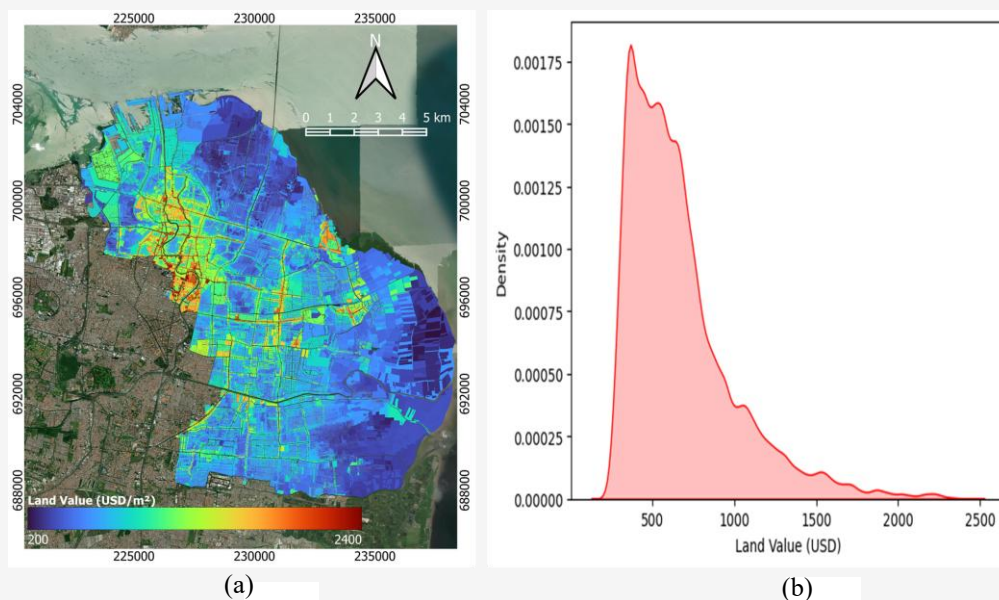 225000 230000 235000
N
0 1 2 3 4 5 km
704000
700000
696000
692000
688000
704000
700000
696000
692000
688000
Land Value (USD/m²)
200 2400
225000 230000 235000
(a)
Density
0.00175
0.00150
0.00125
0.00100
0.00075
0.00050
0.00025
0.00000
500 1000 1500 2000 2500
Land Value (USD)
(b)